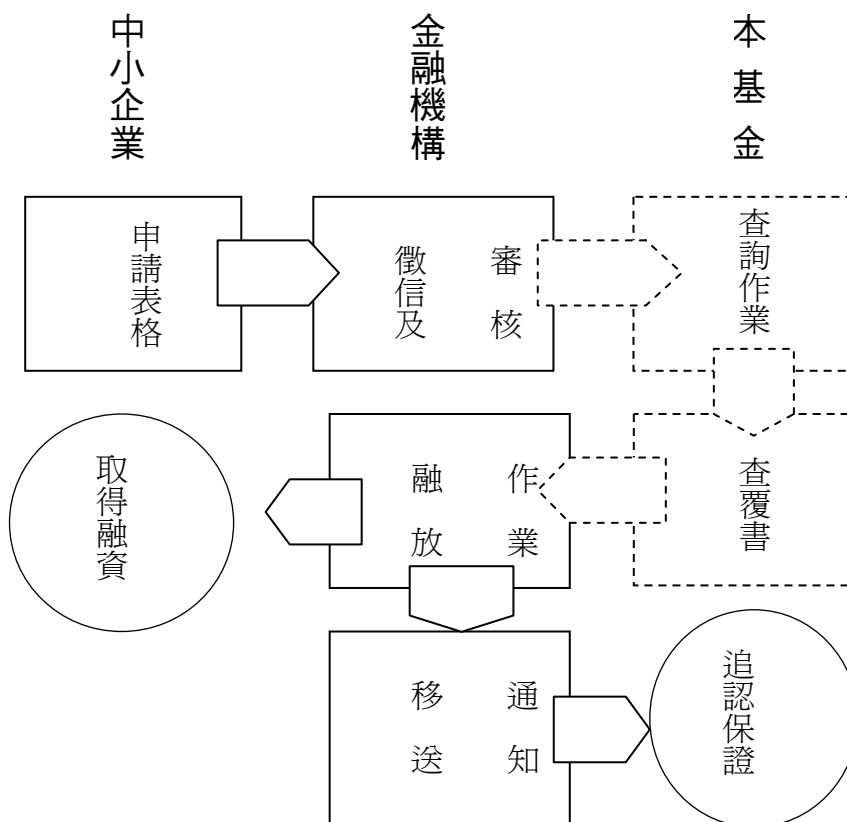 中小企業
金融機構
本基金
申請表格
徵信及
審核
查詢作業
取得融資
融放
作業
查覆書
移送
通知
追認保證